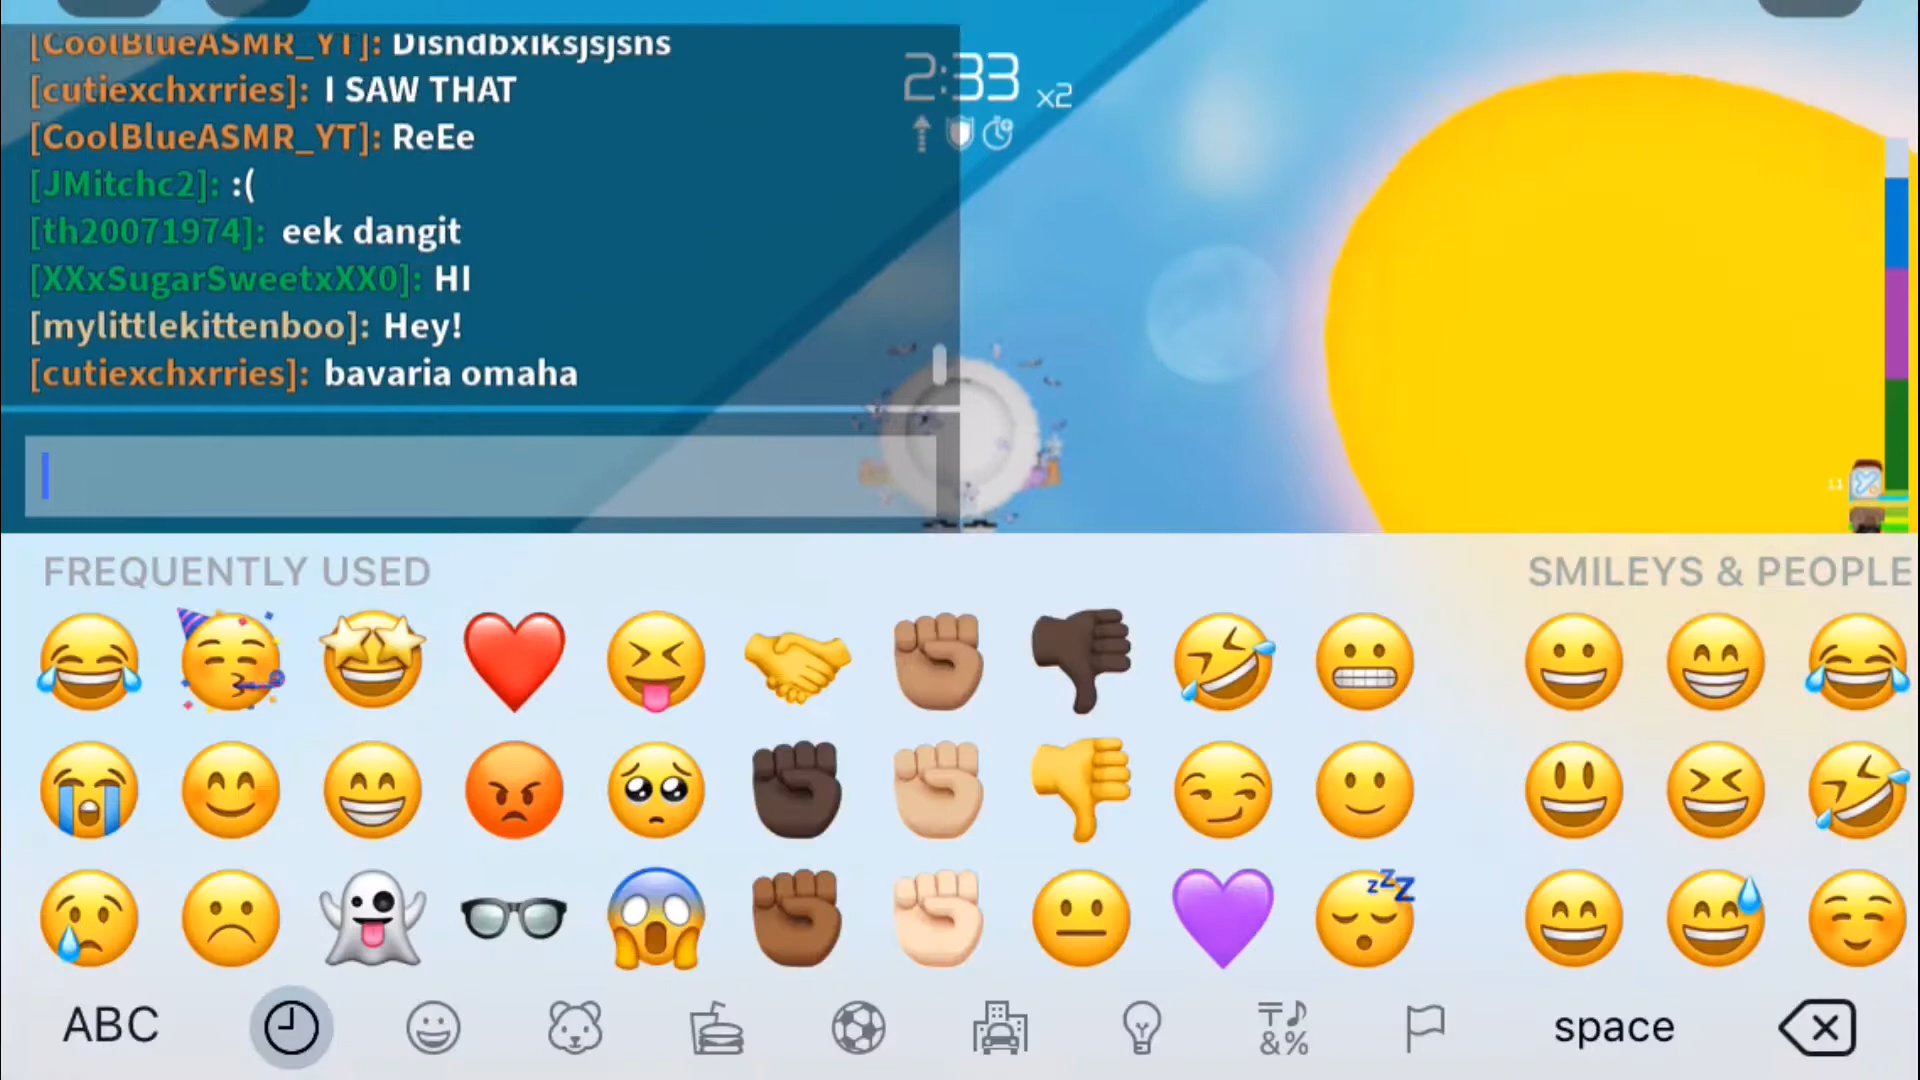 [CoolBlueASMR_YT]: Disndbxiksjsjsns
[cutiexchxrries]: I SAW THAT
[CoolBlueASMR_YT]: ReEe
[JMitchc2]: :(
[th20071974]: eek dangit
[XXxSugarSweetxXX0]: HI
[mylittlekittenboo]: Hey!
[cutiexchxrries]: bavaria omaha
2:33 x2
11
FREQUENTLY USED
SMILEYS & PEOPLE
ABC
space